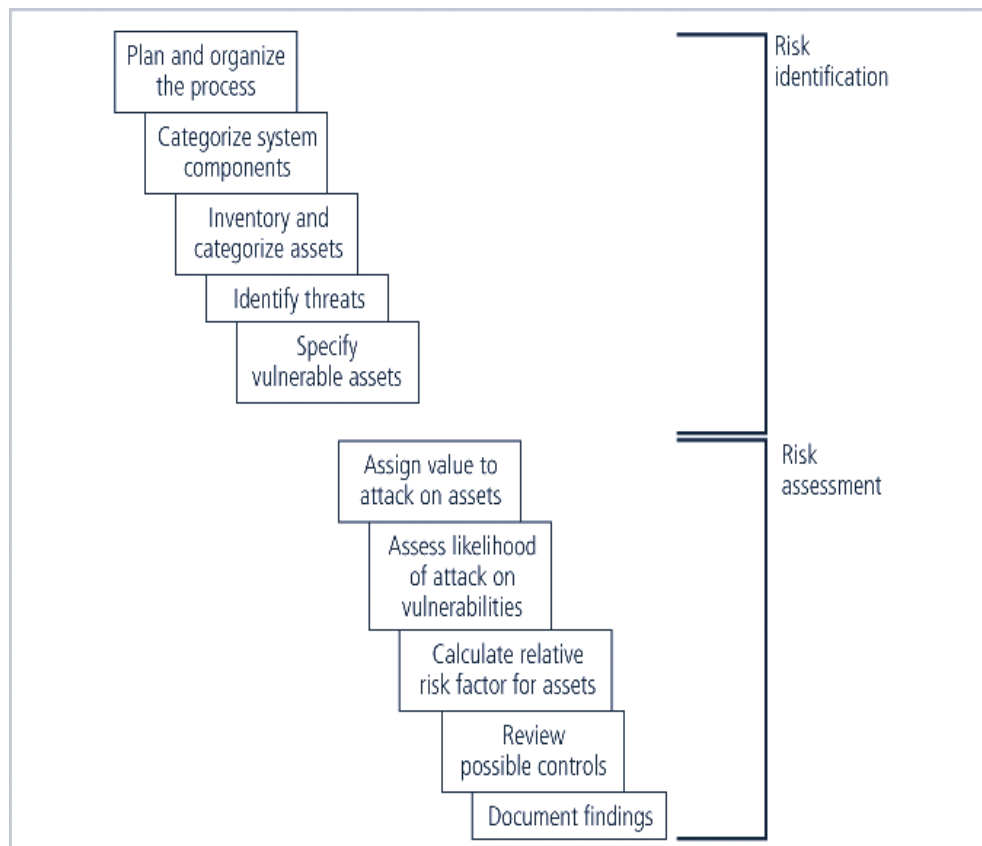 Plan and organize
the process
Categorize system
components
Inventory and
categorize assets
Identify threats
Specify
vulnerable assets
Risk
identification
Assign value to
attack on assets
Assess likelihood
of attack on
vulnerabilities
Calculate relative
risk factor for assets
Review
possible controls
Document findings
Risk
assessment